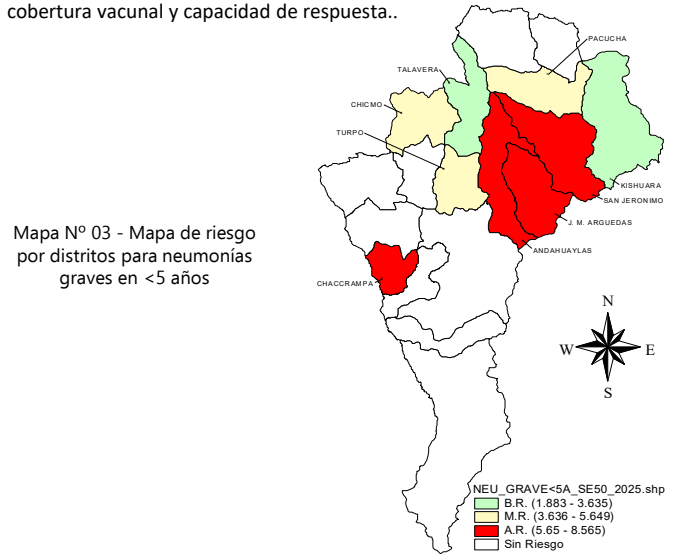 cobertura vacunal y capacidad de respuesta..
PACUCHA
TALAVERA
CHICMO
TURPO
KISHUARA
SAN JERONIMO
J. M. ARGUEDAS
ANDAHUAYLAS
CHACCRAMPA
Mapa Nº 03 - Mapa de riesgo
por distritos para neumonías
graves en <5 años
N
W E
S
NEU_GRAVE<5A_SE50_2025.shp
B.R. (1.883 - 3.635)
M.R. (3.636 - 5.649)
A.R. (5.65 - 8.565)
Sin Riesgo